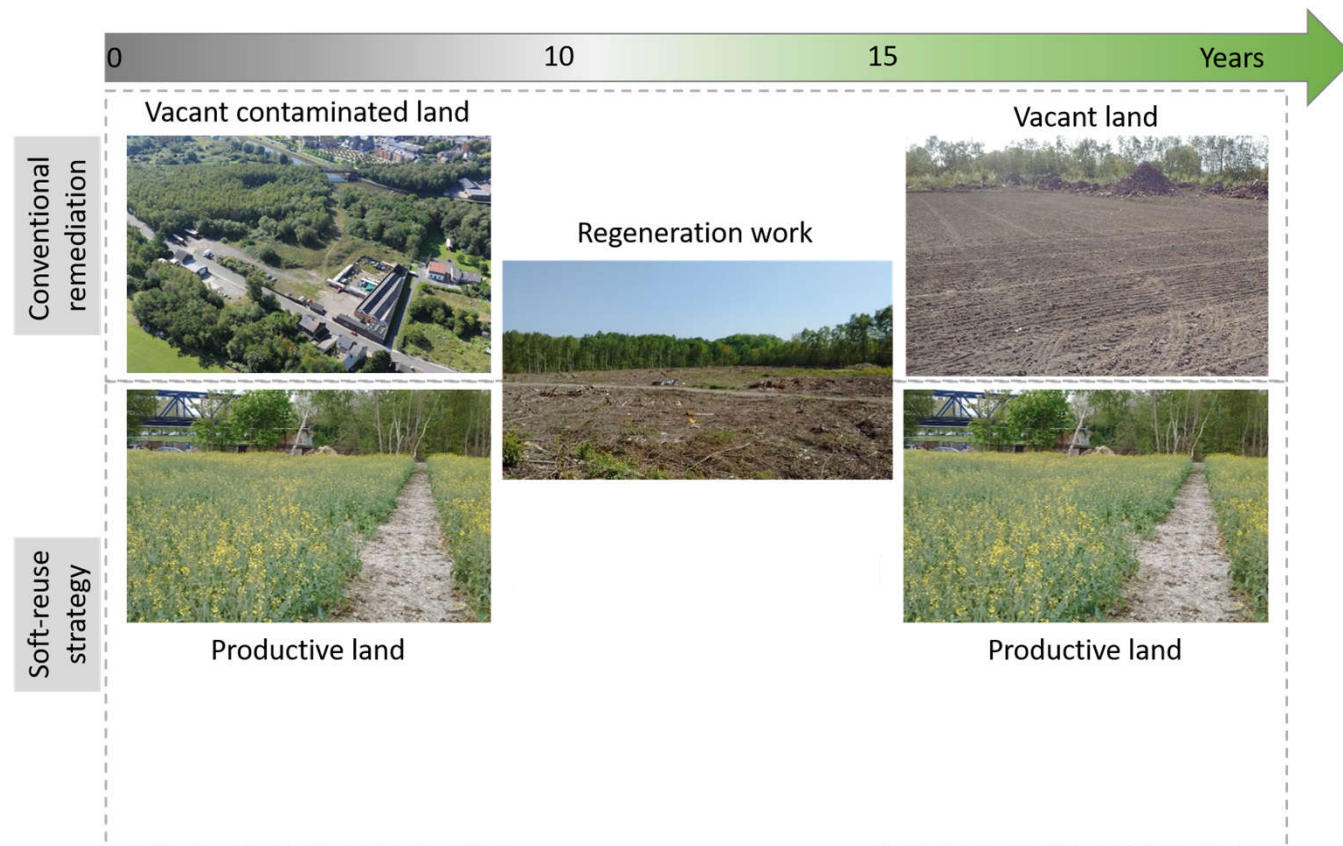 0 10 15 Years
Conventional
remediation
Vacant contaminated land
Regeneration work
Vacant land
Soft-reuse
strategy
Productive land
Productive land